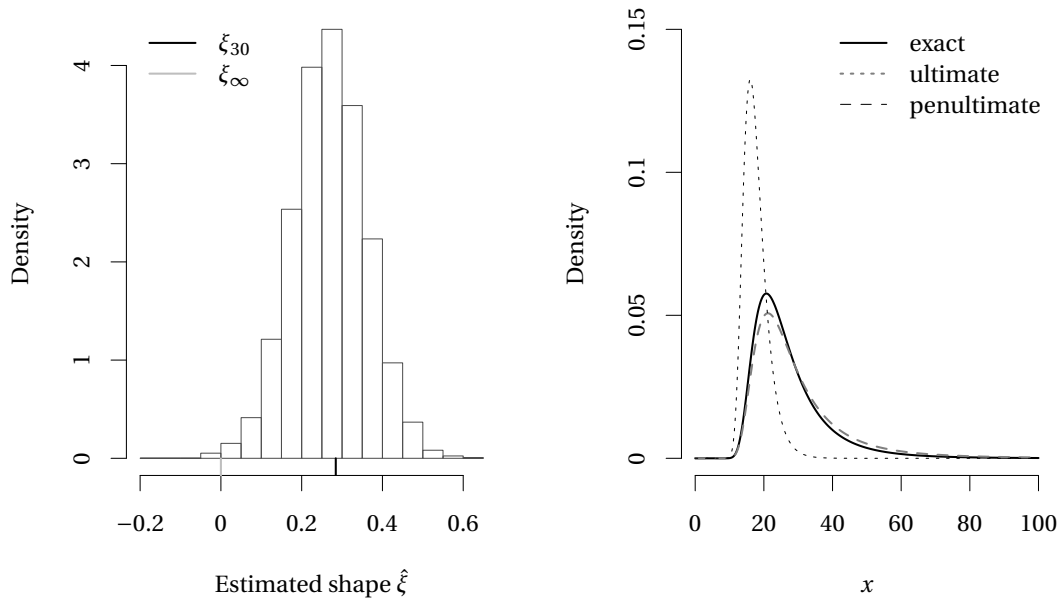 ξ₃₀
ξ∞
Density
0
1
2
3
4
−0.2
0
0.2
0.4
0.6
Estimated shape ξ̂
exact
ultimate
penultimate
Density
0
0.05
0.1
0.15
0
20
40
60
80
100
x